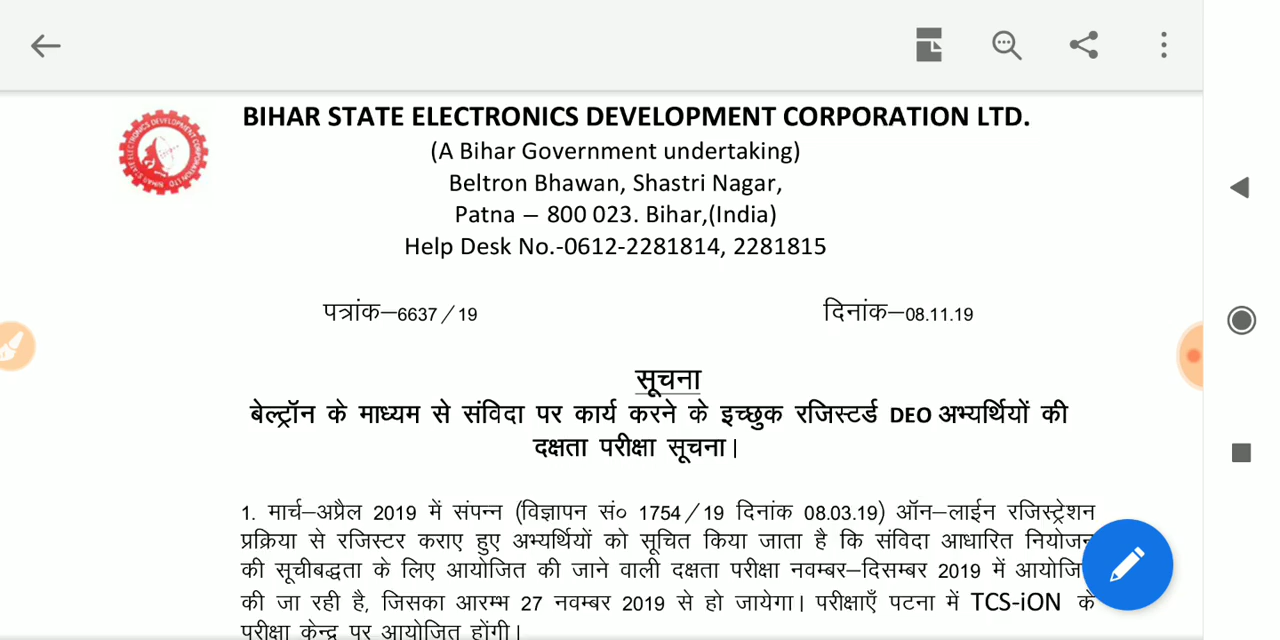 BIHAR STATE ELECTRONICS DEVELOPMENT CORPORATION LTD.
(A Bihar Government undertaking)
Beltron Bhawan, Shastri Nagar,
Patna – 800 023. Bihar,(India)
Help Desk No.-0612-2281814, 2281815
पत्रांक–6637/19 दिनांक–08.11.19
सूचना
बेल्ट्रॉन के माध्यम से संविदा पर कार्य करने के इच्छुक रजिस्टर्ड DEO अभ्यर्थियों की
दक्षता परीक्षा सूचना।
1. मार्च–अप्रैल 2019 में संपन्न (विज्ञापन सं० 1754/19 दिनांक 08.03.19) ऑन–लाईन रजिस्ट्रेशन
प्रक्रिया से रजिस्टर कराए हुए अभ्यर्थियों को सूचित किया जाता है कि संविदा आधारित नियोजन
की सूचीबद्धता के लिए आयोजित की जाने वाली दक्षता परीक्षा नवम्बर–दिसम्बर 2019 में
की जा रही है, जिसका आरम्भ 27 नवम्बर 2019 से हो जायेगा। परीक्षाएँ पटना में TCS-iON के
परीक्षा केन्द्र पर आयोजित होंगी।